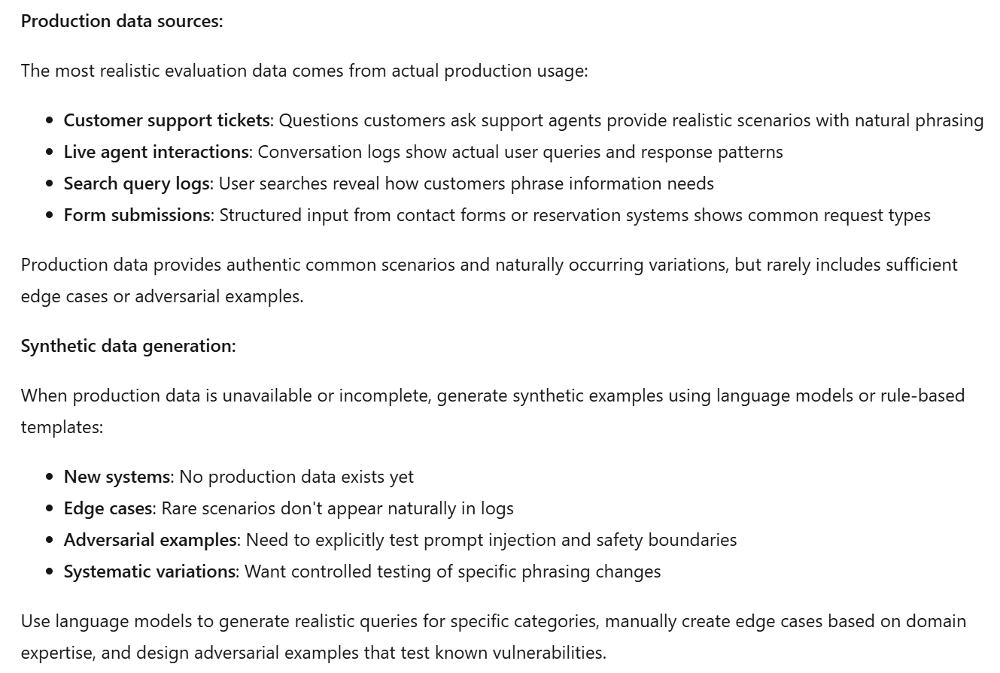 Production data sources:
The most realistic evaluation data comes from actual production usage:
• Customer support tickets: Questions customers ask support agents provide realistic scenarios with natural phrasing
• Live agent interactions: Conversation logs show actual user queries and response patterns
• Search query logs: User searches reveal how customers phrase information needs
• Form submissions: Structured input from contact forms or reservation systems shows common request types
Production data provides authentic common scenarios and naturally occurring variations, but rarely includes sufficient
edge cases or adversarial examples.
Synthetic data generation:
When production data is unavailable or incomplete, generate synthetic examples using language models or rule-based
templates:
• New systems: No production data exists yet
• Edge cases: Rare scenarios don't appear naturally in logs
• Adversarial examples: Need to explicitly test prompt injection and safety boundaries
• Systematic variations: Want controlled testing of specific phrasing changes
Use language models to generate realistic queries for specific categories, manually create edge cases based on domain
expertise, and design adversarial examples that test known vulnerabilities.